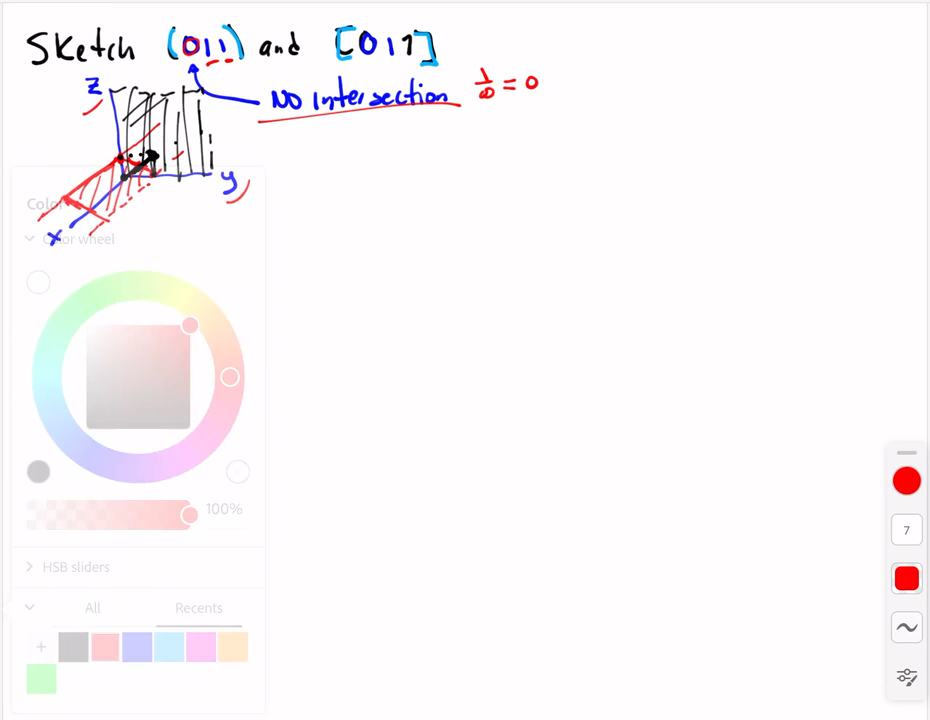 Sketch (011) and [011]
Z
No intersection 1/∞ = 0
y
x
Color
Color wheel
100%
HSB sliders
All Recents
+
7